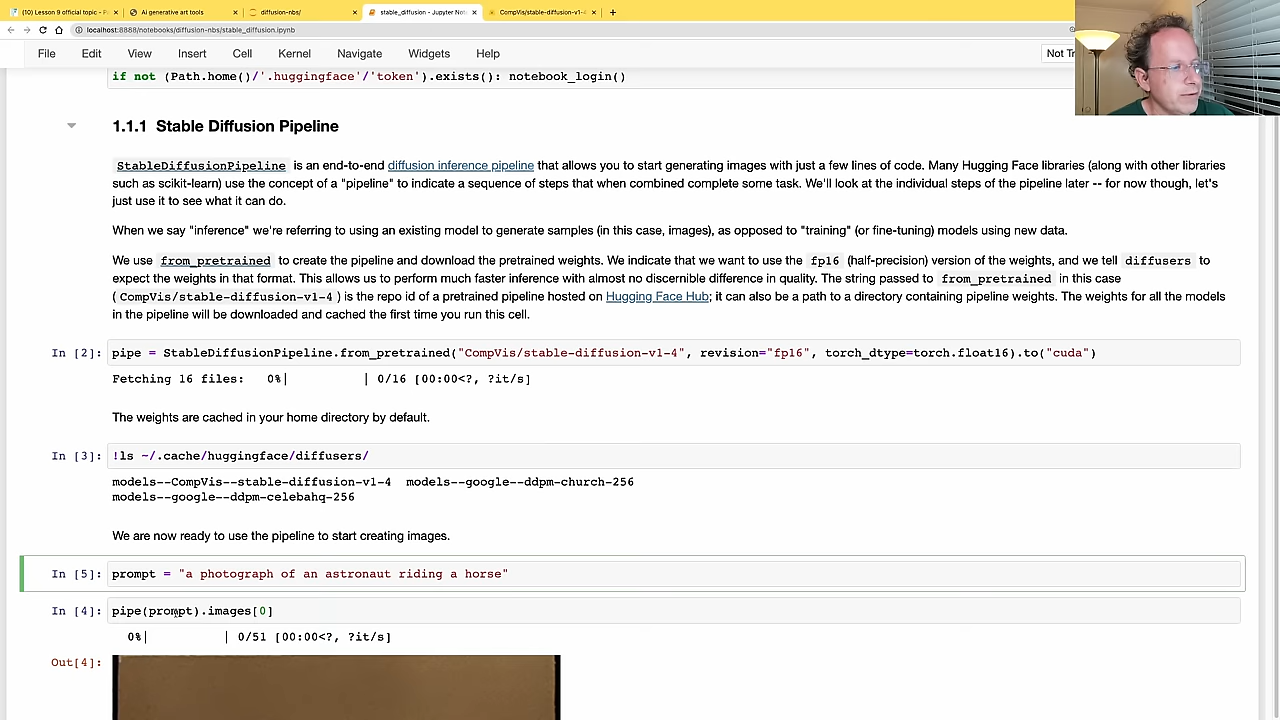 (10) Lesson 9 official topic - P
AI generative art tools
diffusion-nbs/
stable_diffusion - Jupyter Not
CompVis/stable-diffusion-v1-4
localhost:8888/notebooks/diffusion-nbs/stable_diffusion.ipynb
File Edit View Insert Cell Kernel Navigate Widgets Help
Not Tr
if not (Path.home()/'.huggingface'/'token').exists(): notebook_login()
1.1.1 Stable Diffusion Pipeline
StableDiffusionPipeline is an end-to-end diffusion inference pipeline that allows you to start generating images with just a few lines of code. Many Hugging Face libraries (along with other libraries
such as scikit-learn) use the concept of a "pipeline" to indicate a sequence of steps that when combined complete some task. We'll look at the individual steps of the pipeline later -- for now though, let's
just use it to see what it can do.
When we say "inference" we're referring to using an existing model to generate samples (in this case, images), as opposed to "training" (or fine-tuning) models using new data.
We use from_pretrained to create the pipeline and download the pretrained weights. We indicate that we want to use the fp16 (half-precision) version of the weights, and we tell diffusers to
expect the weights in that format. This allows us to perform much faster inference with almost no discernible difference in quality. The string passed to from_pretrained in this case
(CompVis/stable-diffusion-v1-4) is the repo id of a pretrained pipeline hosted on Hugging Face Hub; it can also be a path to a directory containing pipeline weights. The weights for all the models
in the pipeline will be downloaded and cached the first time you run this cell.
In [2]: pipe = StableDiffusionPipeline.from_pretrained("CompVis/stable-diffusion-v1-4", revision="fp16", torch_dtype=torch.float16).to("cuda")
Fetching 16 files: 0%| | 0/16 [00:00<?, ?it/s]
The weights are cached in your home directory by default.
In [3]: !ls ~/.cache/huggingface/diffusers/
models--CompVis--stable-diffusion-v1-4 models--google--ddpm-church-256
models--google--ddpm-celebahq-256
We are now ready to use the pipeline to start creating images.
In [5]: prompt = "a photograph of an astronaut riding a horse"
In [4]: pipe(prompt).images[0]
0%| | 0/51 [00:00<?, ?it/s]
Out[4]: